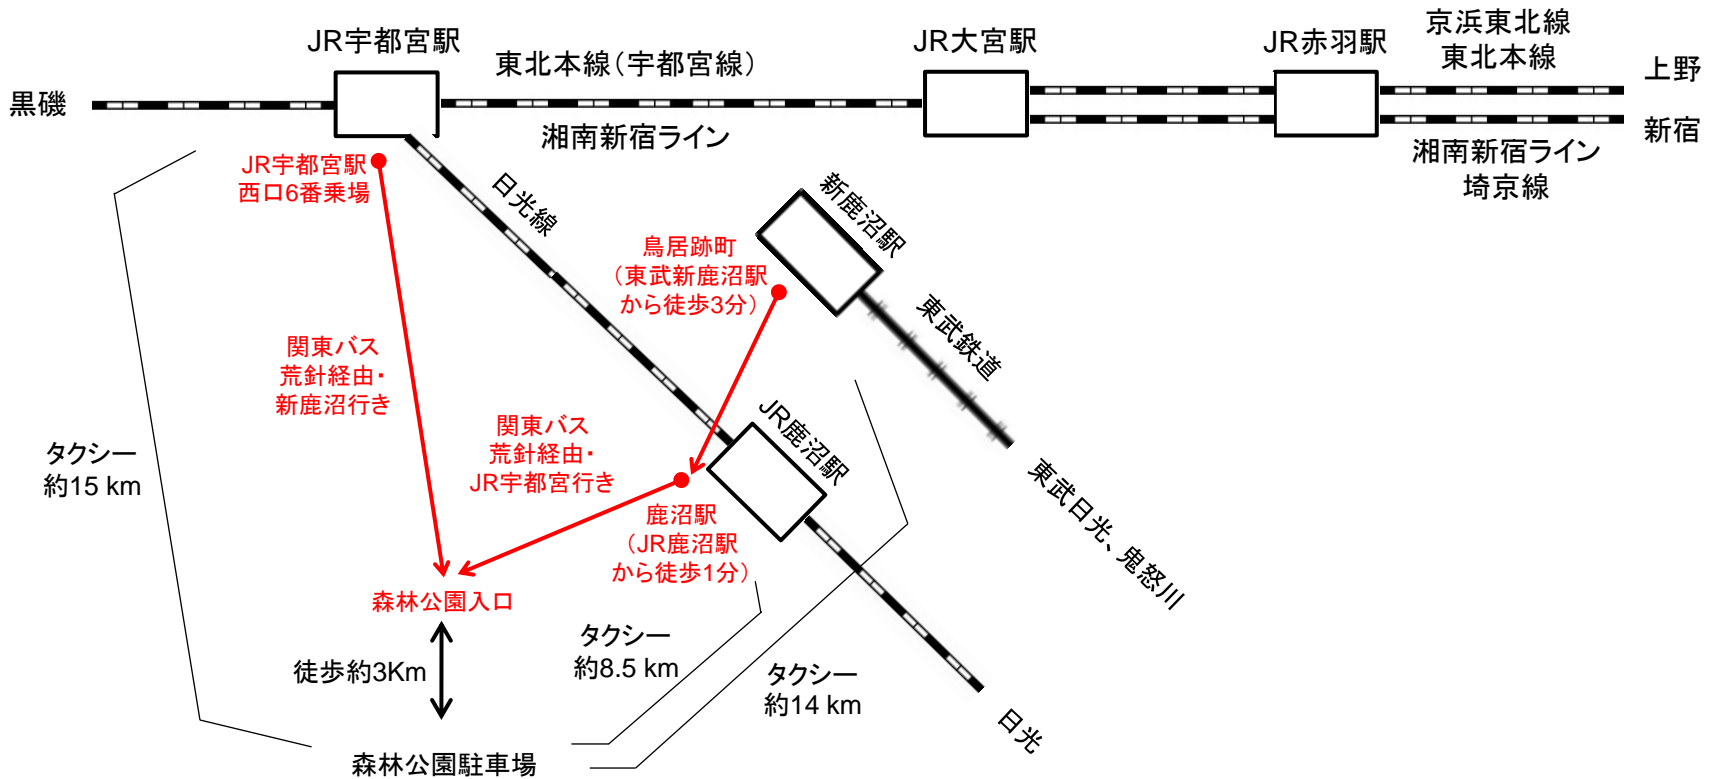 JR宇都宮駅
東北本線(宇都宮線)
JR大宮駅
JR赤羽駅
京浜東北線
東北本線
上野
黒磯
湘南新宿ライン
新宿
湘南新宿ライン
埼京線
JR宇都宮駅
西口6番乗場
日光線
新鹿沼駅
鳥居跡町
(東武新鹿沼駅
から徒歩3分)
東武鉄道
関東バス
荒針経由・
新鹿沼行き
関東バス
荒針経由・
JR宇都宮行き
JR鹿沼駅
タクシー
約15 km
東武日光、鬼怒川
鹿沼駅
(JR鹿沼駅
から徒歩1分)
森林公園入口
徒歩約3Km
タクシー
約8.5 km
タクシー
約14 km
日光
森林公園駐車場